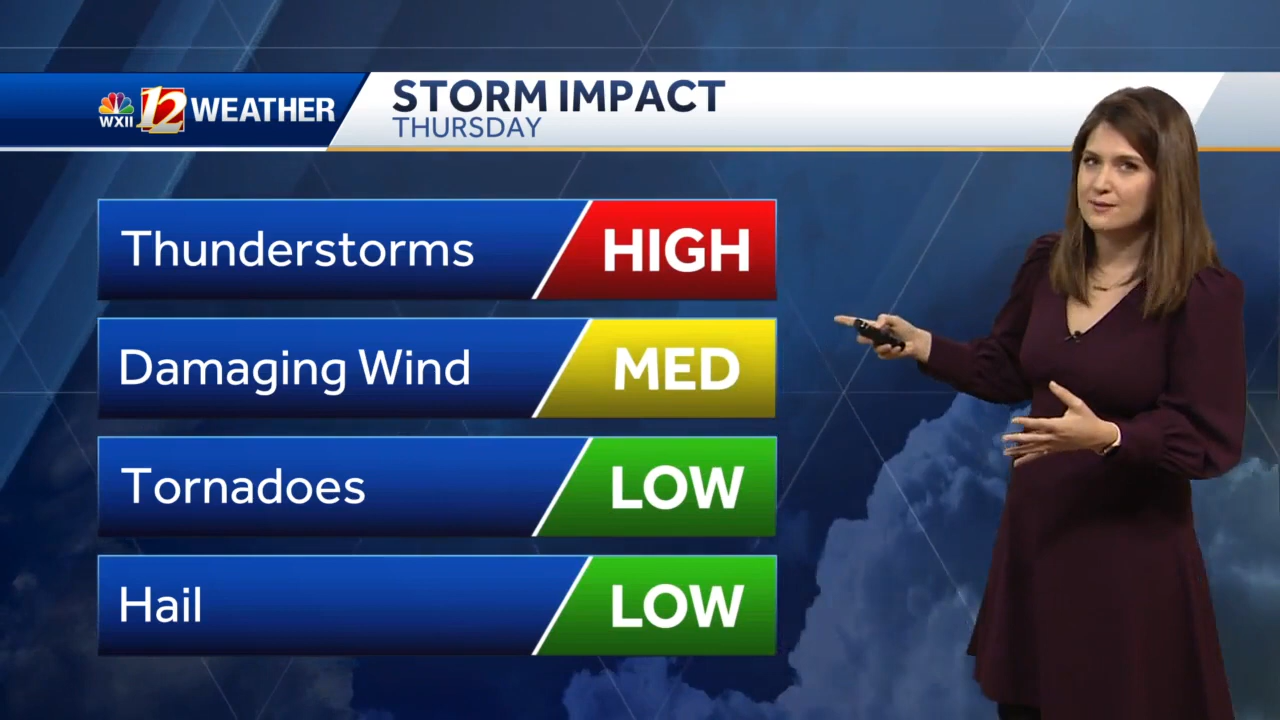 WXII 12 WEATHER
STORM IMPACT
THURSDAY
Thunderstorms HIGH
Damaging Wind MED
Tornadoes LOW
Hail LOW